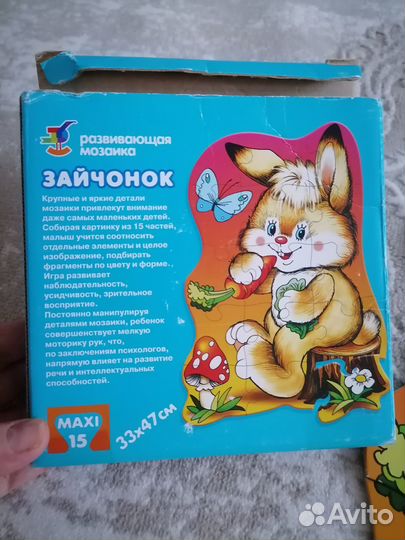 развивающая
мозаика
ЗАЙЧОНОК
Крупные и яркие детали
мозаики привлекут внимание
даже самых маленьких детей.
Собирая картинку из 15 частей,
малыш учится соотносить
отдельные элементы и целое
изображение, подбирать
фрагменты по цвету и форме.
Игра развивает
наблюдательность,
усидчивость, зрительное
восприятие.
Постоянно манипулируя
деталями мозаики, ребенок
совершенствует мелкую
моторику рук, что,
по заключениям психологов,
напрямую влияет на развитие
речи и интеллектуальных
способностей.
MAXI
15
33х47см
Avito